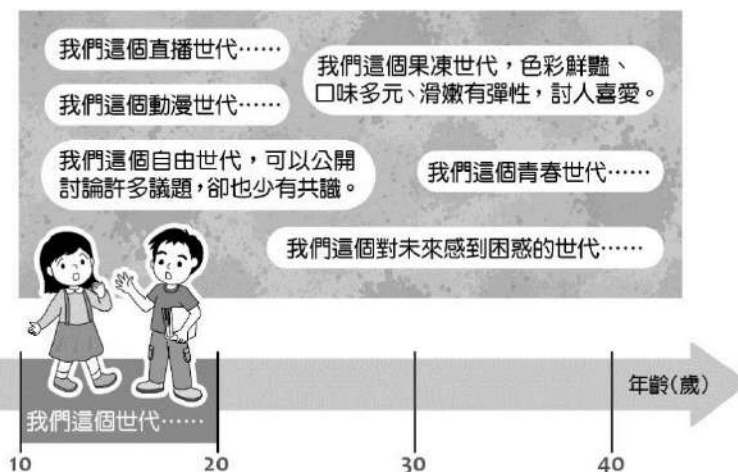 我們這個直播世代……
我們這個動漫世代……
我們這個果凍世代，色彩鮮豔、
口味多元、滑嫩有彈性，討人喜愛。
我們這個自由世代，可以公開
討論許多議題，卻也少有共識。
我們這個青春世代……
我們這個對未來感到困惑的世代……
年齡(歲)
我們這個世代……
10
20
30
40